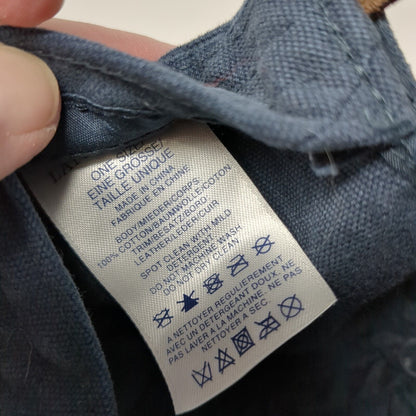 ONE SIZE/
EINE GROSSE/
TAILLE UNIQUE
MADE IN CHINA
FABRIQUE EN CHINE
BODY/MIEDER/CORPS:
100% COTTON/BAUMWOLLE/COTON
TRIM/BESATZ/BORD:
LEATHER/LEDER/CUIR
SPOT CLEAN WITH MILD
DETERGENT.
DO NOT MACHINE WASH
DO NOT DRY CLEAN
A NETTOYER REGULIEREMENT
AVEC UN DETERGENT DOUX. NE
PAS LAVER A LA MACHINE. NE
PAS NETTOYER A SEC.